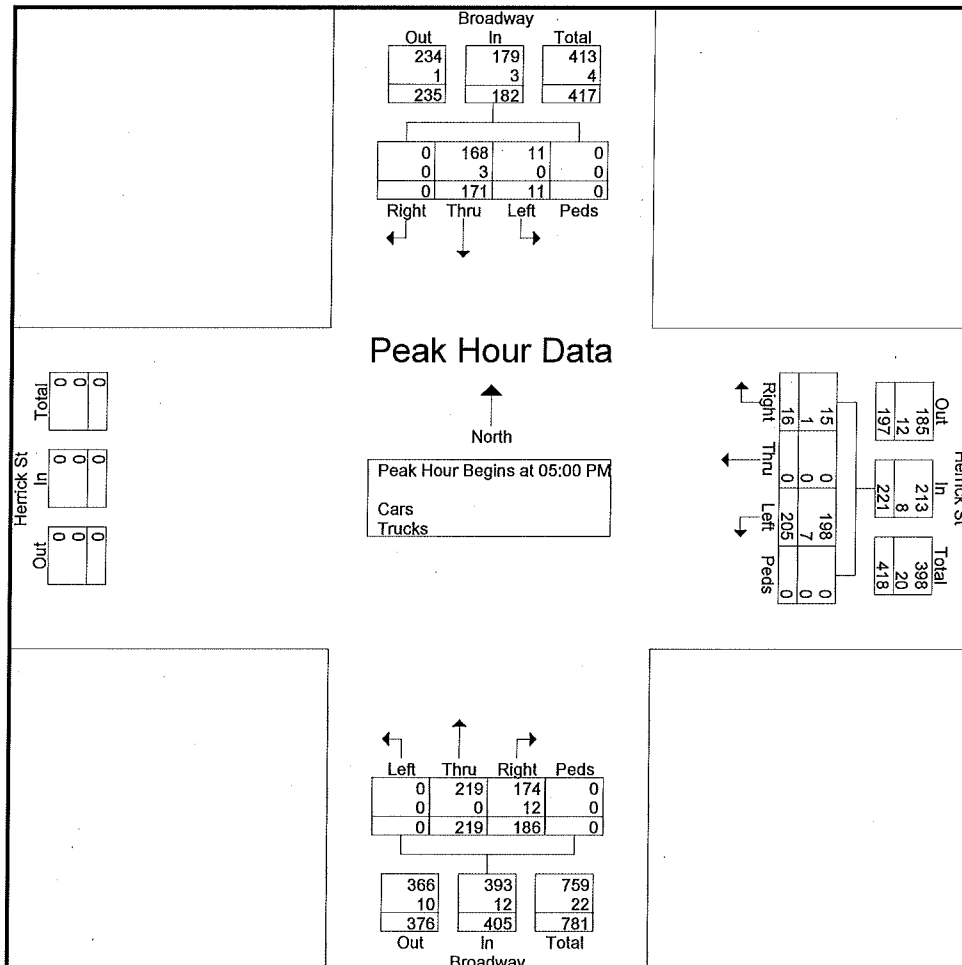 Broadway
Out In Total
234 179 413
1 3 4
235 182 417
0 168 11 0
0 3 0 0
0 171 11 0
Right Thru Left Peds
Peak Hour Data
North
Peak Hour Begins at 05:00 PM
Cars
Trucks
Herrick St
Total In Out
0 0 0
0 0 0
0 0 0
Herrick St
Out In Total
185 213 398
12 8 20
197 221 418
15 0 198 0
1 0 7 0
16 0 205 0
Right Thru Left Peds
Left Thru Right Peds
0 219 174 0
0 0 12 0
0 219 186 0
366 393 759
10 12 22
376 405 781
Out In Total
Broadway